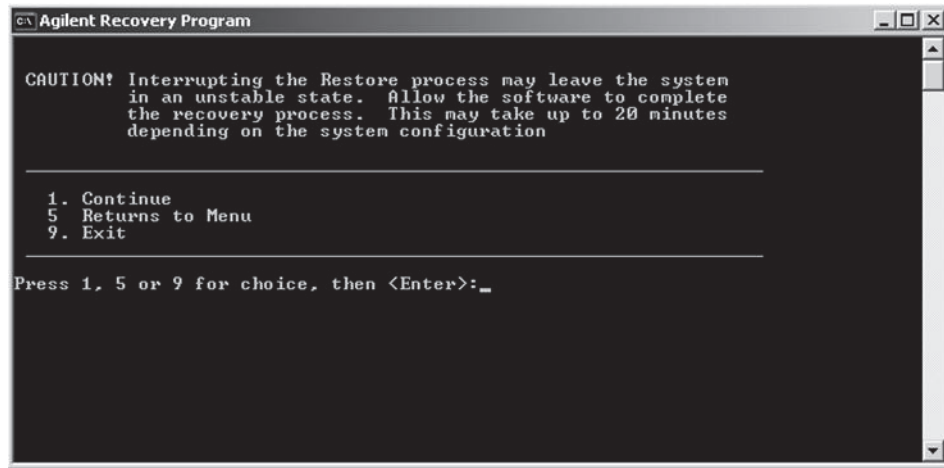 Agilent Recovery Program
CAUTION! Interrupting the Restore process may leave the system
in an unstable state. Allow the software to complete
the recovery process. This may take up to 20 minutes
depending on the system configuration
1. Continue
5 Returns to Menu
9. Exit
Press 1, 5 or 9 for choice, then <Enter>:_